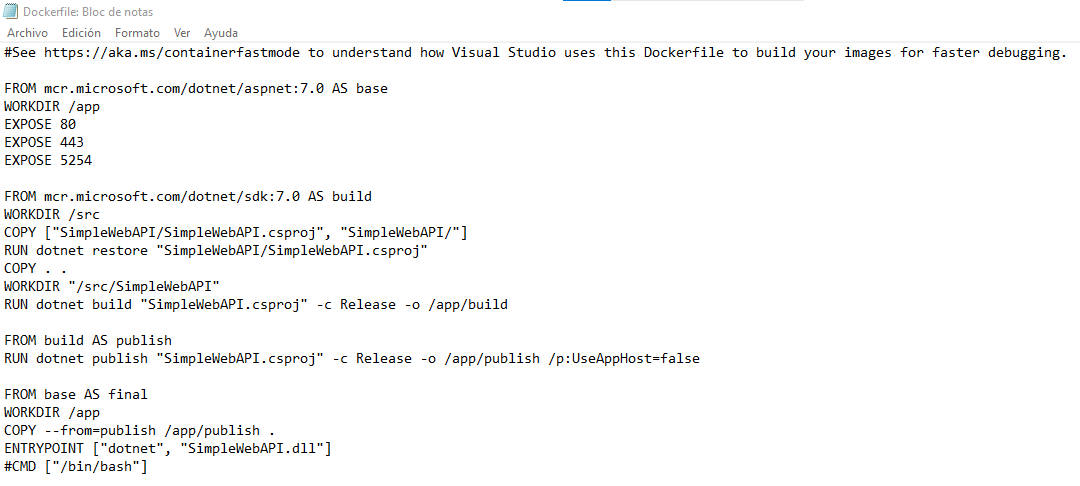 Dockerfile: Bloc de notas
Archivo Edición Formato Ver Ayuda
#See https://aka.ms/containerfastmode to understand how Visual Studio uses this Dockerfile to build your images for faster debugging.
FROM mcr.microsoft.com/dotnet/aspnet:7.0 AS base
WORKDIR /app
EXPOSE 80
EXPOSE 443
EXPOSE 5254
FROM mcr.microsoft.com/dotnet/sdk:7.0 AS build
WORKDIR /src
COPY ["SimpleWebAPI/SimpleWebAPI.csproj", "SimpleWebAPI/"]
RUN dotnet restore "SimpleWebAPI/SimpleWebAPI.csproj"
COPY . .
WORKDIR "/src/SimpleWebAPI"
RUN dotnet build "SimpleWebAPI.csproj" -c Release -o /app/build
FROM build AS publish
RUN dotnet publish "SimpleWebAPI.csproj" -c Release -o /app/publish /p:UseAppHost=false
FROM base AS final
WORKDIR /app
COPY --from=publish /app/publish .
ENTRYPOINT ["dotnet", "SimpleWebAPI.dll"]
#CMD ["/bin/bash"]